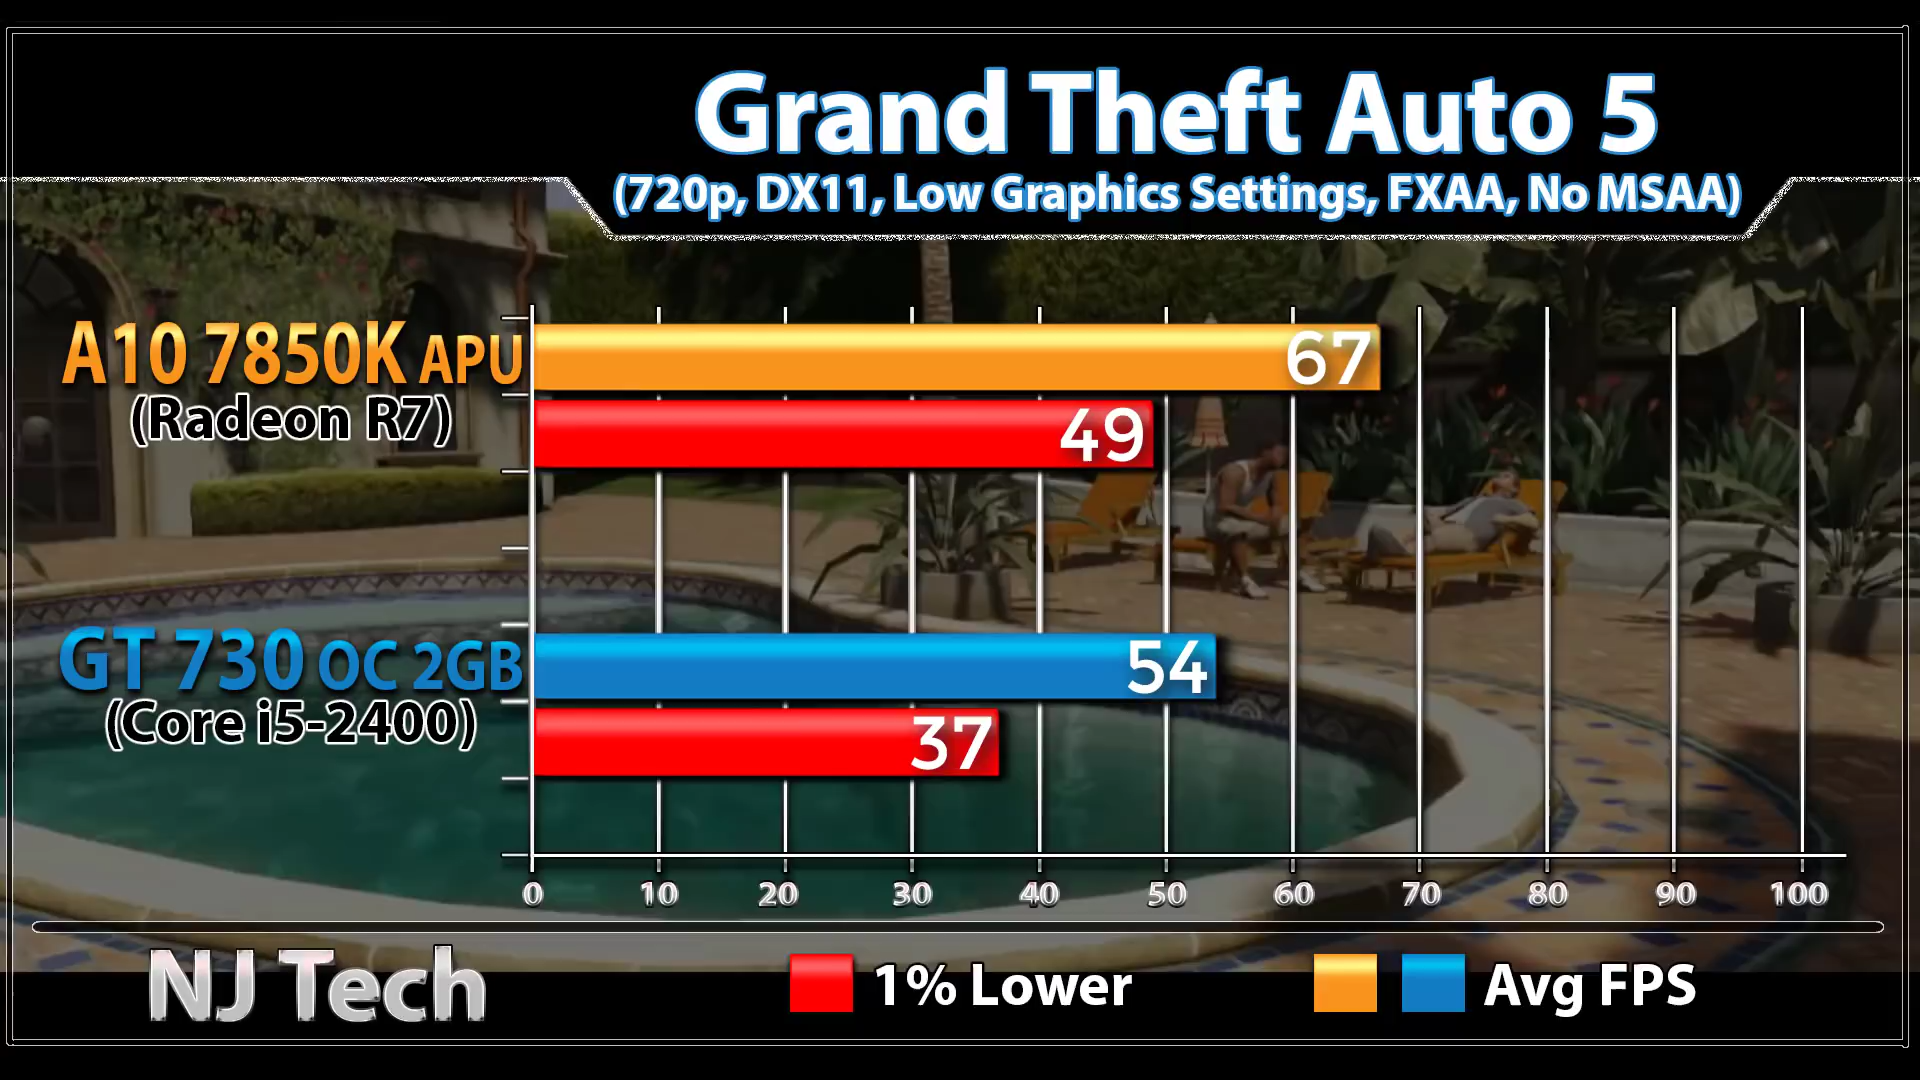 Grand Theft Auto 5
(720p, DX11, Low Graphics Settings, FXAA, No MSAA)
A10 7850K APU
(Radeon R7)
67
49
GT 730 OC 2GB
(Core i5-2400)
54
37
0 10 20 30 40 50 60 70 80 90 100
NJ Tech
1% Lower
Avg FPS